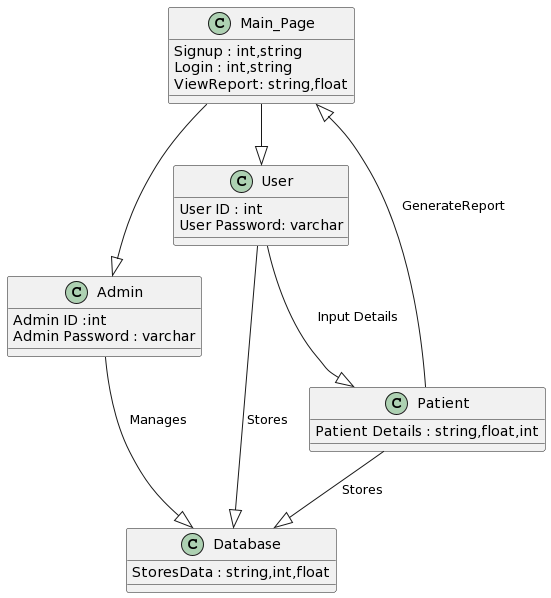 C Main_Page
Signup : int,string
Login : int,string
ViewReport: string,float
GenerateReport
C User
User ID : int
User Password: varchar
C Admin
Admin ID :int
Admin Password : varchar
Input Details
C Patient
Patient Details : string,float,int
Manages
Stores
Stores
C Database
StoresData : string,int,float